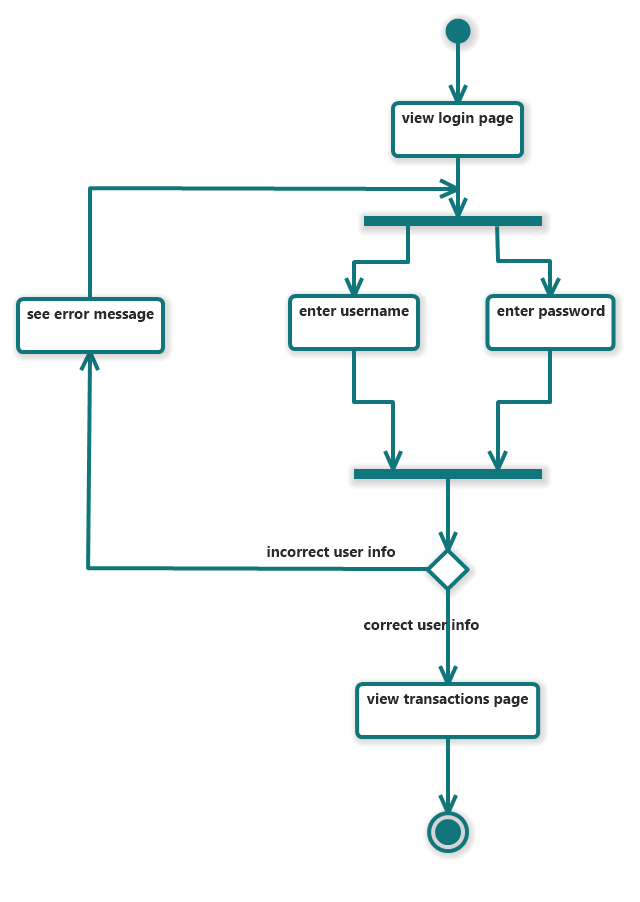 view login page
see error message
enter username
enter password
incorrect user info
correct user info
view transactions page